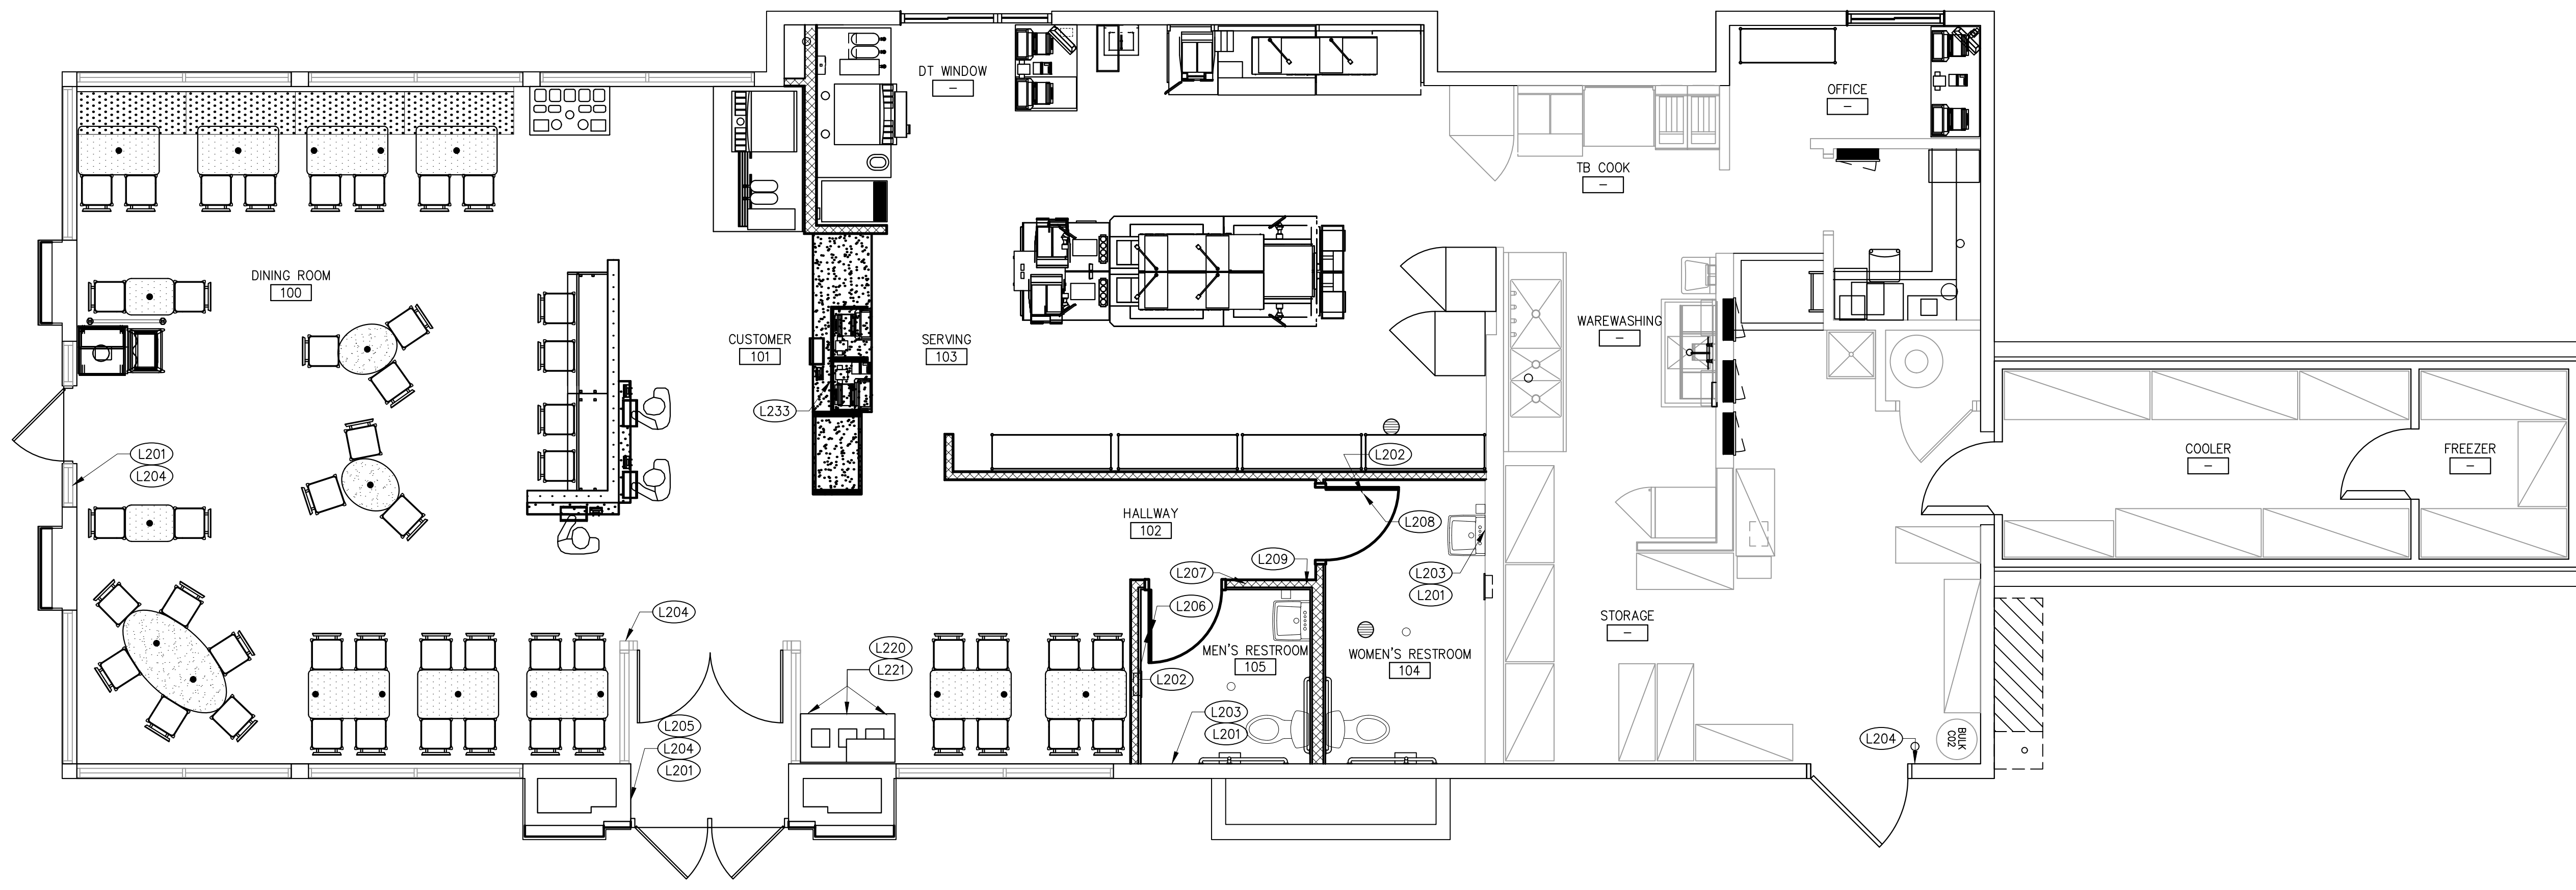 DT WINDOW
–
OFFICE
–
TB COOK
–
DINING ROOM
100
CUSTOMER
101
SERVING
103
WAREWASHING
–
L233
L201
L204
L202
COOLER
–
FREEZER
–
HALLWAY
102
L208
L209
L207
L203
L201
L206
L204
STORAGE
–
L220
L221
MEN'S RESTROOM
105
WOMEN'S RESTROOM
104
L202
L203
L201
L205
L204
L201
L204
BULK
CO2